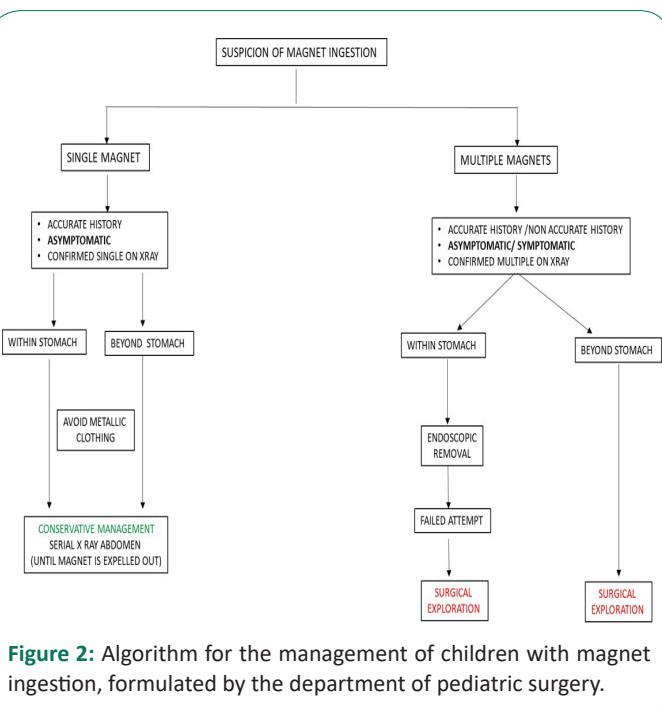 SUSPICION OF MAGNET INGESTION
SINGLE MAGNET
MULTIPLE MAGNETS
• ACCURATE HISTORY
• ASYMPTOMATIC
• CONFIRMED SINGLE ON XRAY
• ACCURATE HISTORY /NON ACCURATE HISTORY
• ASYMPTOMATIC/ SYMPTOMATIC
• CONFIRMED MULTIPLE ON XRAY
WITHIN STOMACH
BEYOND STOMACH
WITHIN STOMACH
BEYOND STOMACH
AVOID METALLIC
CLOTHING
ENDOSCOPIC
REMOVAL
FAILED ATTEMPT
CONSERVATIVE MANAGEMENT
SERIAL X RAY ABDOMEN
(UNTIL MAGNET IS EXPELLED OUT)
SURGICAL
EXPLORATION
SURGICAL
EXPLORATION
Figure 2: Algorithm for the management of children with magnet
ingestion, formulated by the department of pediatric surgery.